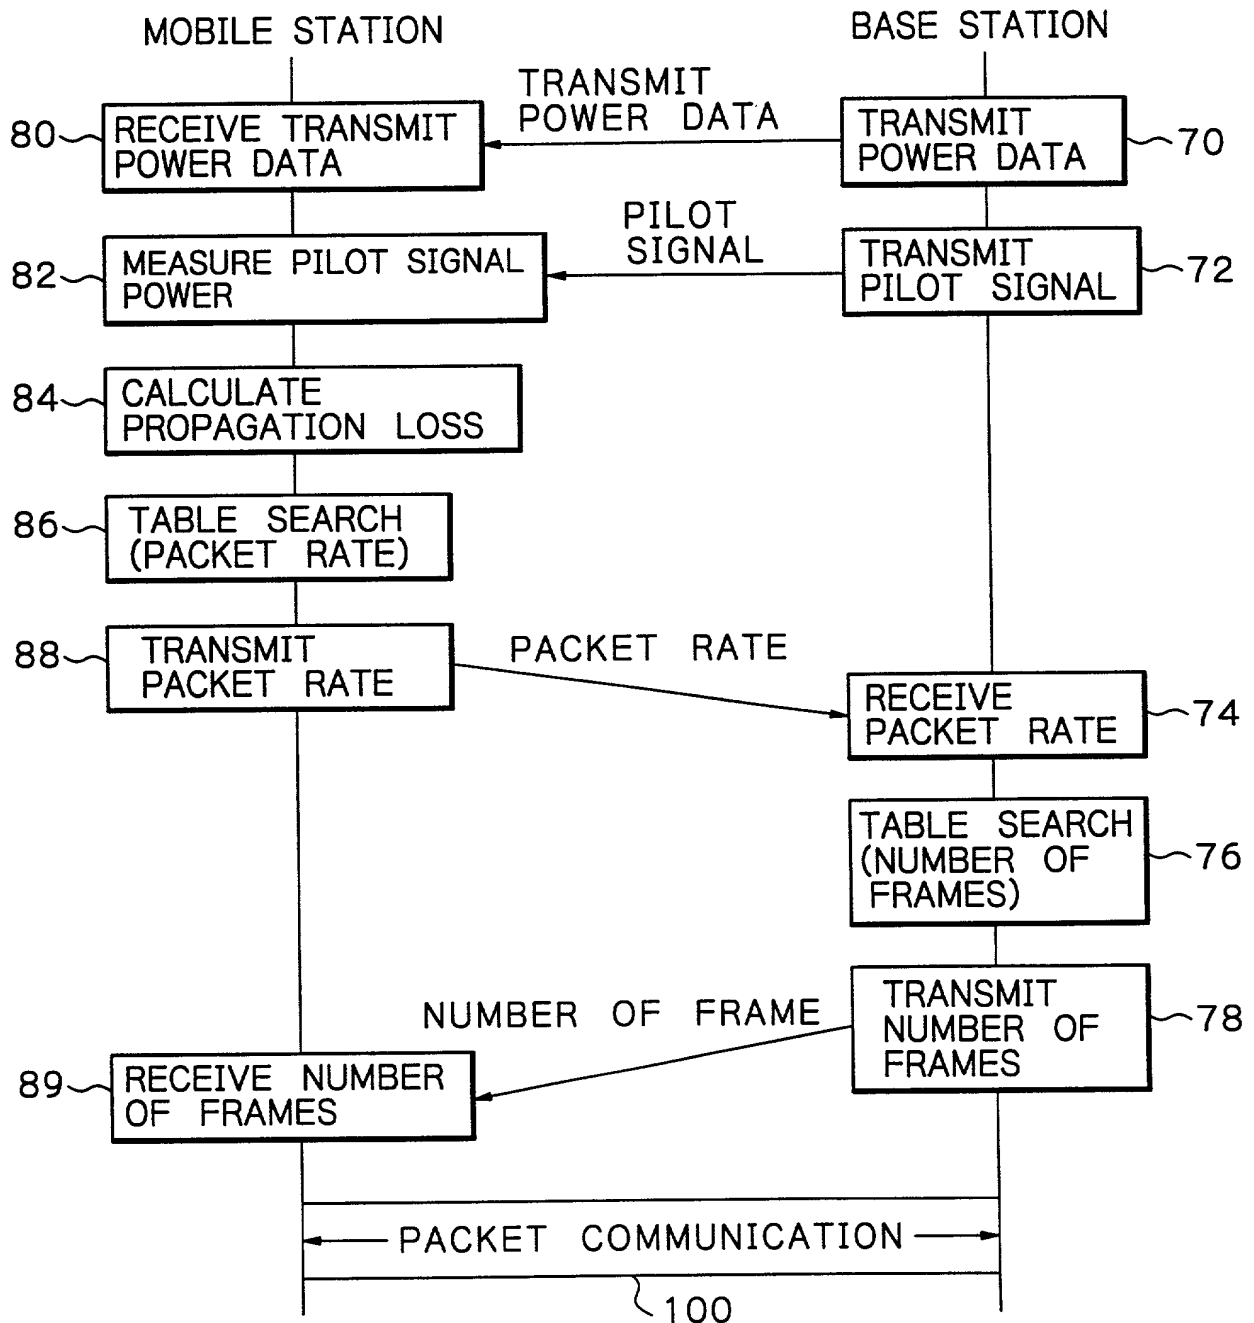 MOBILE STATION
BASE STATION
TRANSMIT
POWER DATA
80
RECEIVE TRANSMIT
POWER DATA
TRANSMIT
POWER DATA
70
PILOT
SIGNAL
82
MEASURE PILOT SIGNAL
POWER
TRANSMIT
PILOT SIGNAL
72
84
CALCULATE
PROPAGATION LOSS
86
TABLE SEARCH
(PACKET RATE)
88
TRANSMIT
PACKET RATE
PACKET RATE
RECEIVE
PACKET RATE
74
TABLE SEARCH
(NUMBER OF
FRAMES)
76
NUMBER OF FRAME
TRANSMIT
NUMBER OF
FRAMES
78
89
RECEIVE NUMBER
OF FRAMES
PACKET COMMUNICATION
100